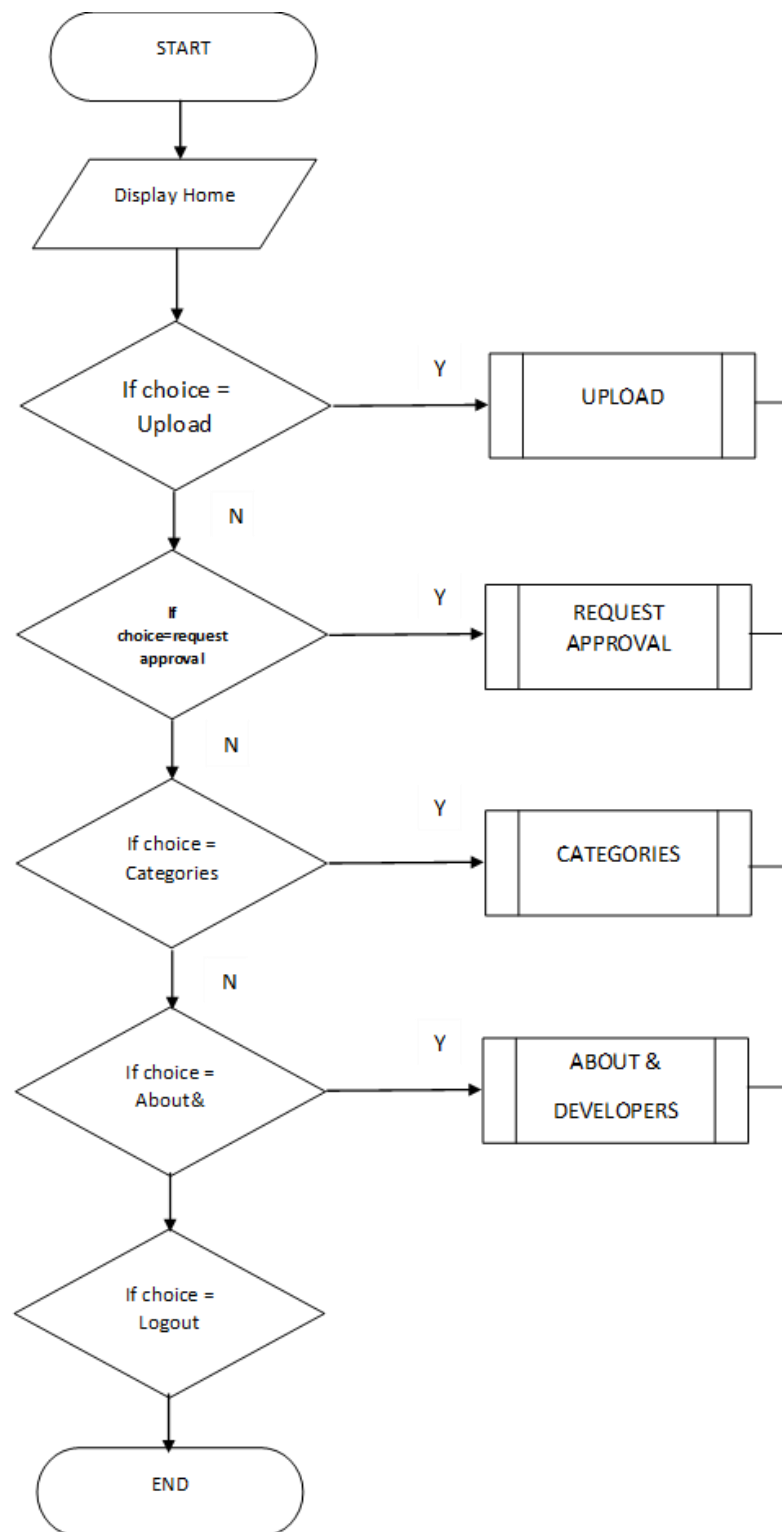 START
Display Home
If choice =
Upload
Y
UPLOAD
N
If
choice=request
approval
Y
REQUEST
APPROVAL
N
If choice =
Categories
Y
CATEGORIES
N
If choice =
About&
Y
ABOUT &
DEVELOPERS
If choice =
Logout
END